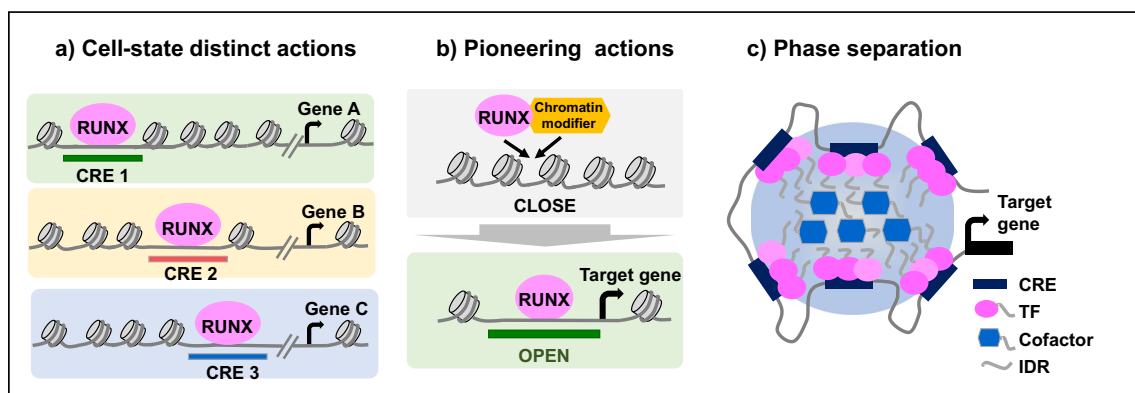 a) Cell-state distinct actions
RUNX
Gene A
CRE 1
RUNX
Gene B
CRE 2
RUNX
Gene C
CRE 3
b) Pioneering actions
RUNX
Chromatin
modifier
CLOSE
RUNX
Target gene
OPEN
c) Phase separation
Target
gene
CRE
TF
Cofactor
IDR